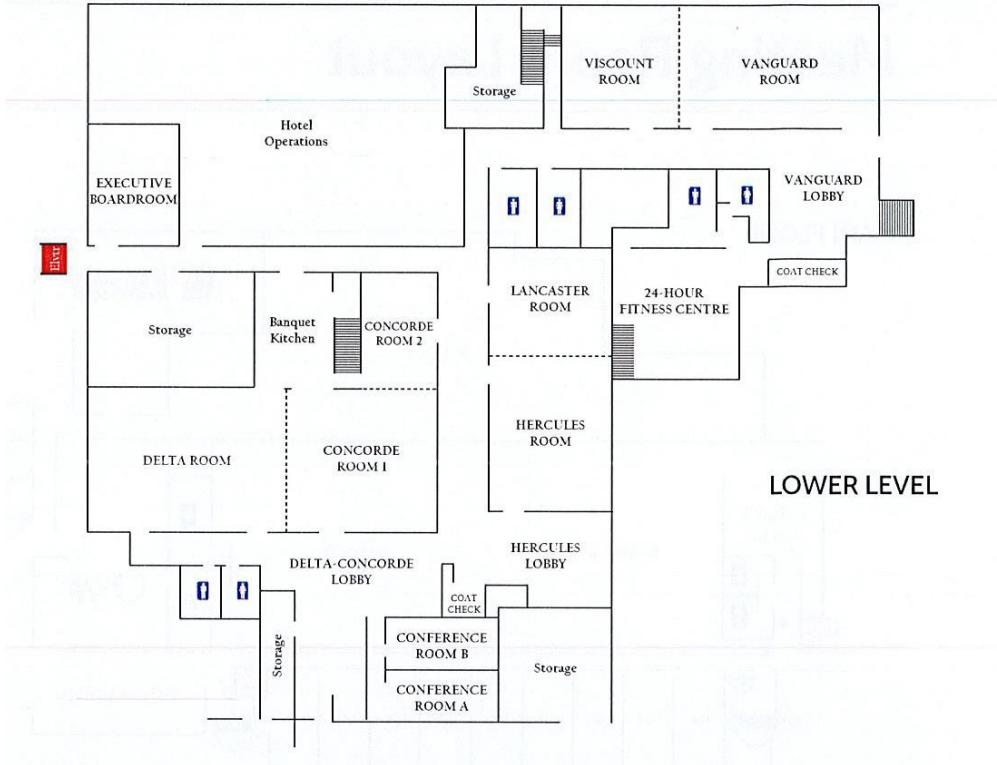 VISCOUNT
ROOM
VANGUARD
ROOM
Storage
Hotel
Operations
EXECUTIVE
BOARDROOM
VANGUARD
LOBBY
Elvtr
COAT CHECK
LANCASTER
ROOM
24-HOUR
FITNESS CENTRE
Storage
Banquet
Kitchen
CONCORDE
ROOM 2
HERCULES
ROOM
DELTA ROOM
CONCORDE
ROOM 1
LOWER LEVEL
HERCULES
LOBBY
DELTA-CONCORDE
LOBBY
COAT
CHECK
CONFERENCE
ROOM B
Storage
Storage
CONFERENCE
ROOM A